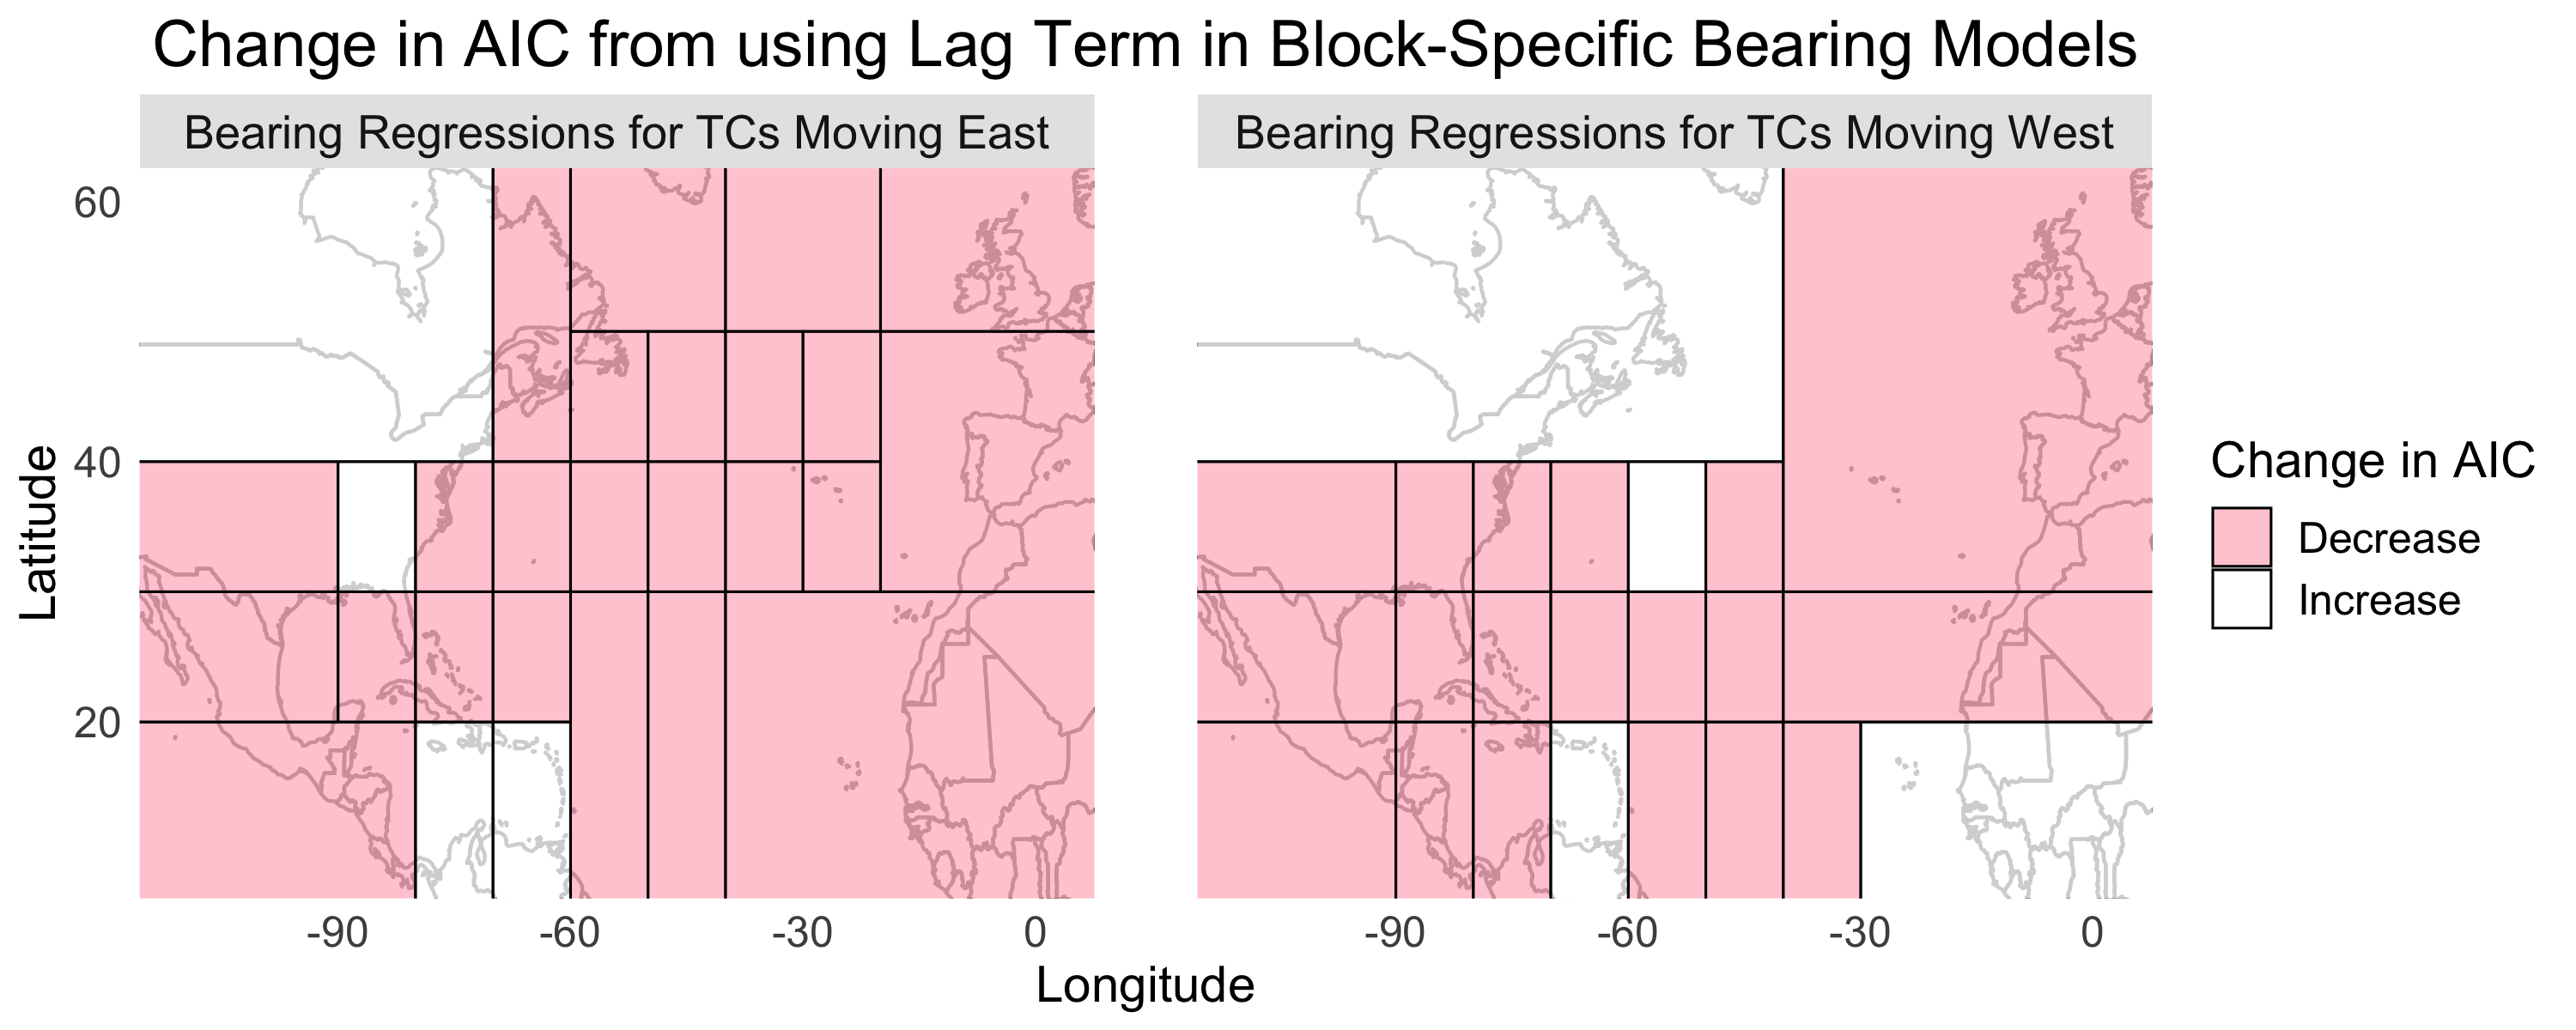 Change in AIC from using Lag Term in Block-Specific Bearing Models
Bearing Regressions for TCs Moving East
Bearing Regressions for TCs Moving West
60
40
20
Latitude
-90
-60
-30
0
-90
-60
-30
0
Longitude
Change in AIC
Decrease
Increase